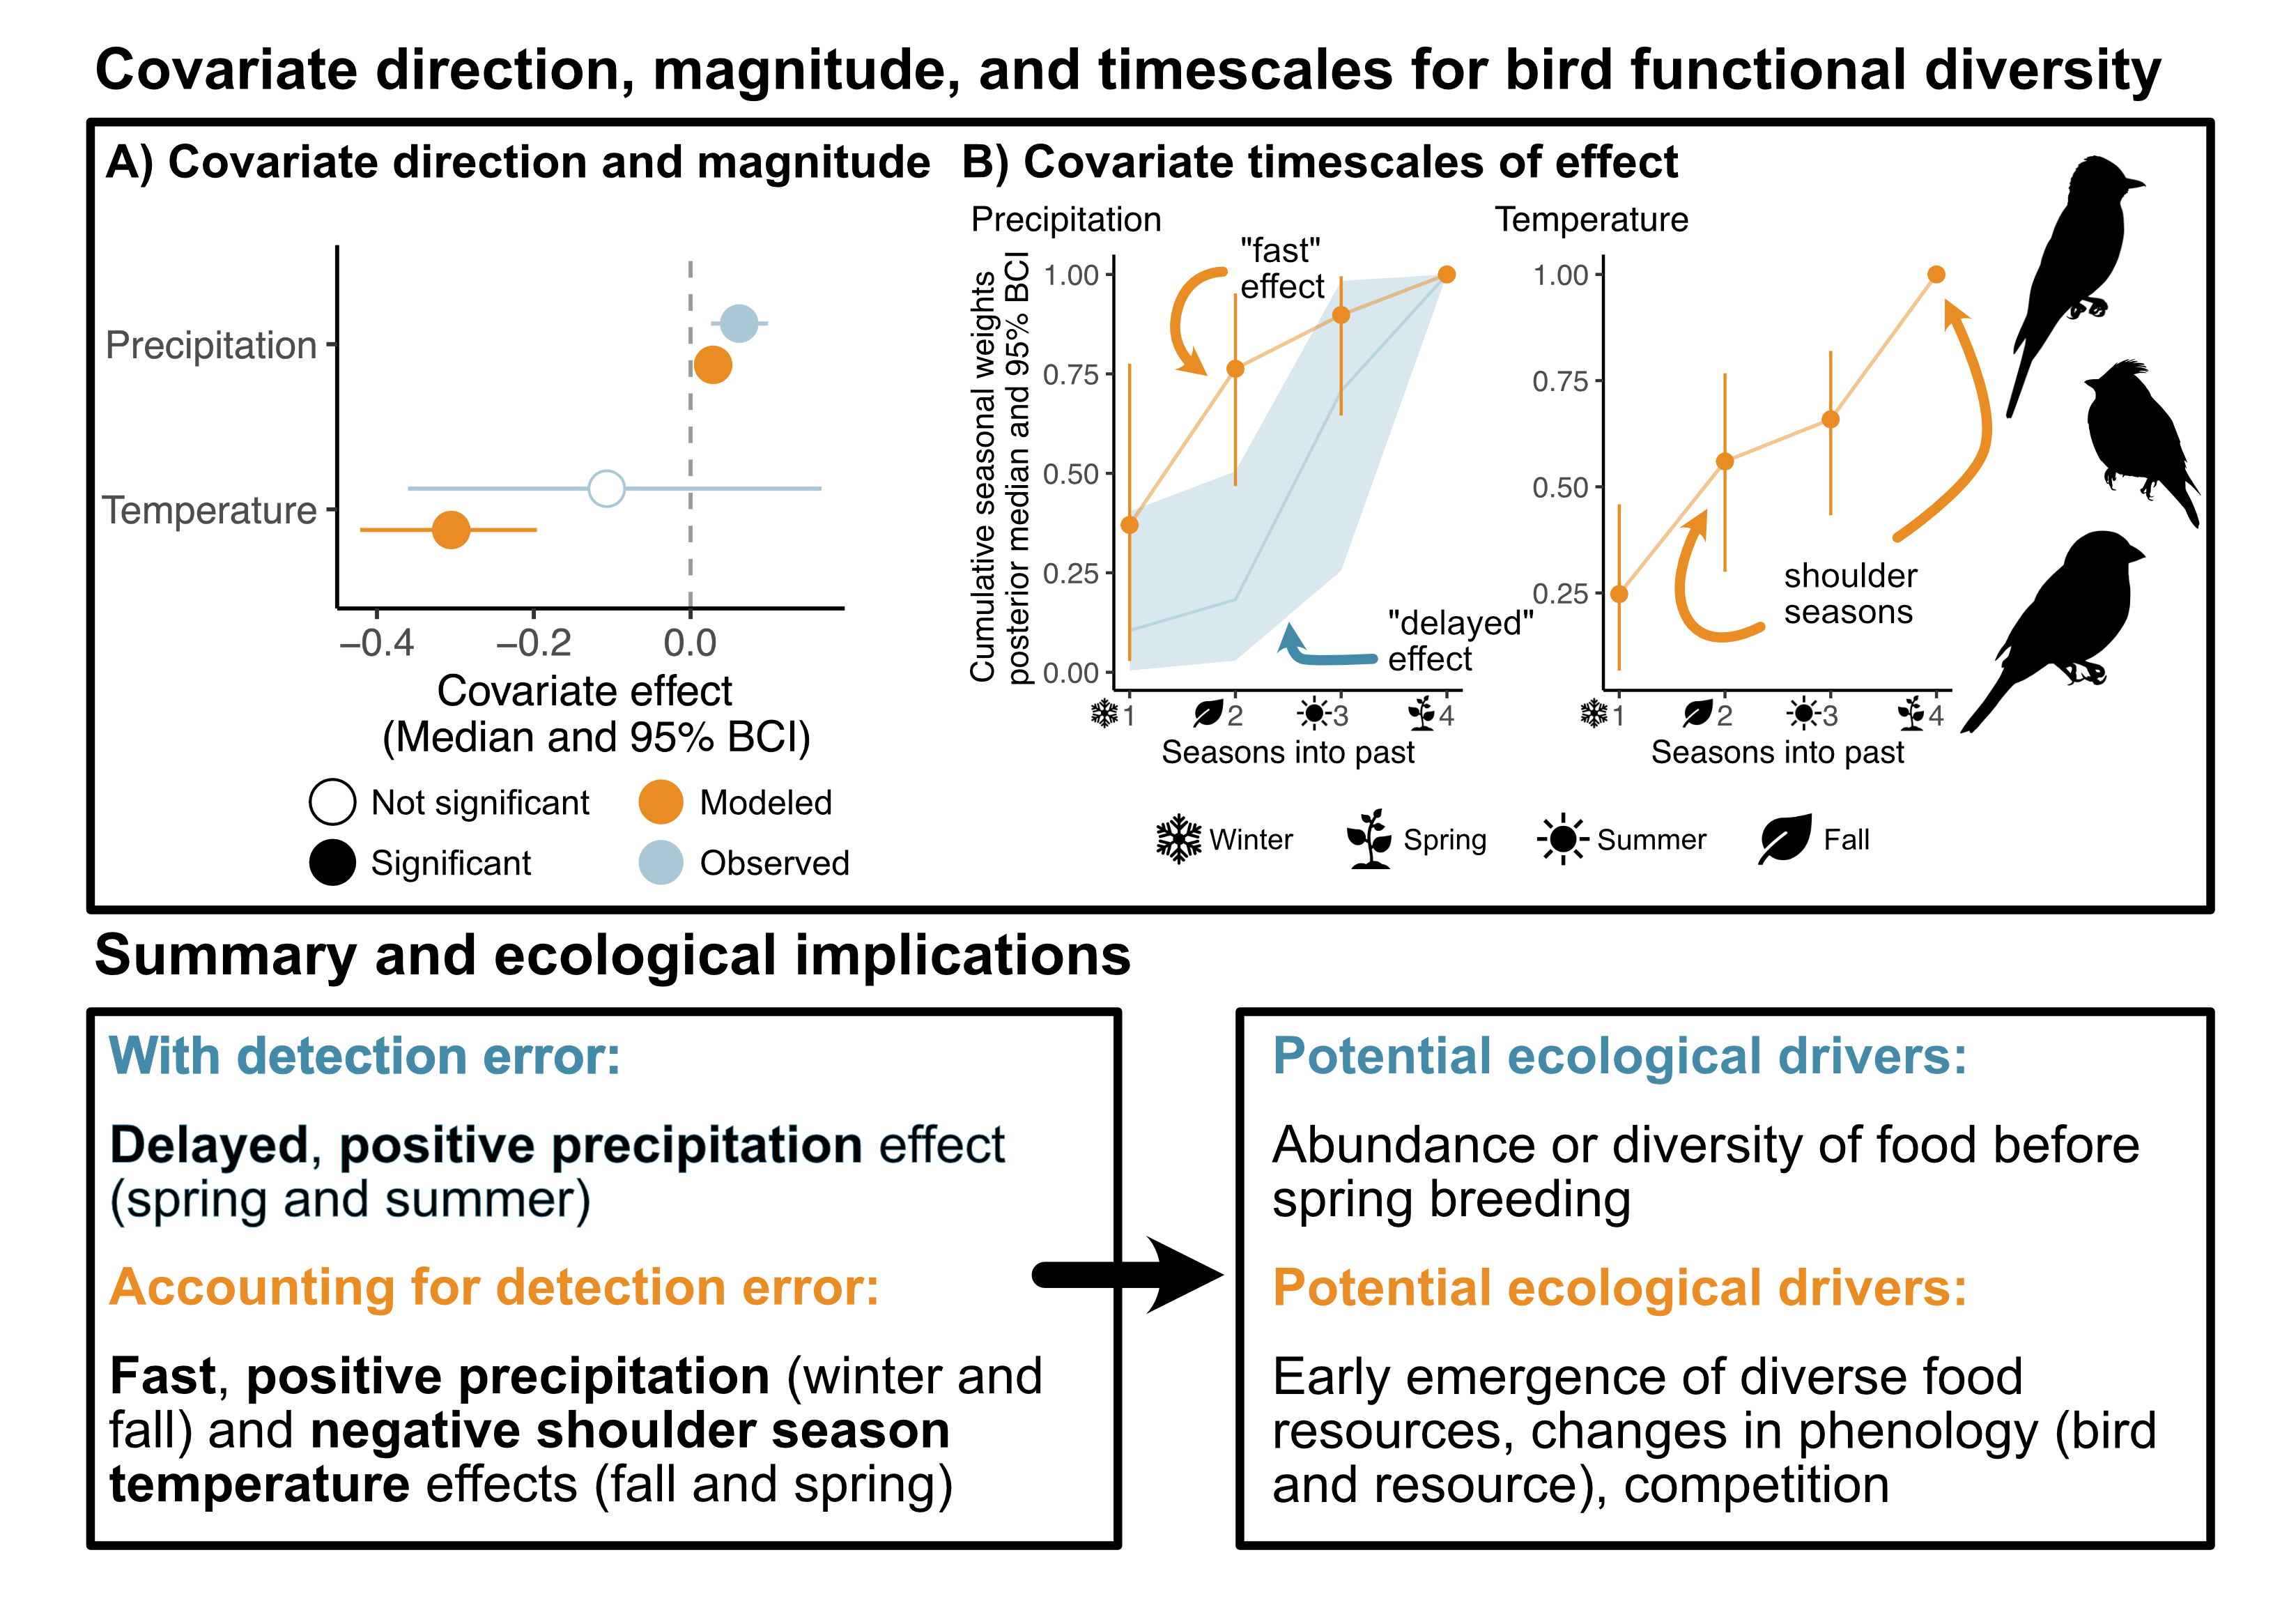 Covariate direction, magnitude, and timescales for bird functional diversity
A) Covariate direction and magnitude
Precipitation
Temperature
−0.4
−0.2
0.0
Covariate effect
(Median and 95% BCI)
Not significant
Modeled
Significant
Observed
B) Covariate timescales of effect
Precipitation
Cumulative seasonal weights
posterior median and 95% BCI
1.00
0.75
0.50
0.25
0.00
"fast"
effect
"delayed"
effect
1
2
3
4
Seasons into past
Temperature
1.00
0.75
0.50
0.25
shoulder
seasons
1
2
3
4
Seasons into past
Winter
Spring
Summer
Fall
Summary and ecological implications
With detection error:
Delayed, positive precipitation effect
(spring and summer)
Accounting for detection error:
Fast, positive precipitation (winter and
fall) and negative shoulder season
temperature effects (fall and spring)
Potential ecological drivers:
Abundance or diversity of food before
spring breeding
Potential ecological drivers:
Early emergence of diverse food
resources, changes in phenology (bird
and resource), competition